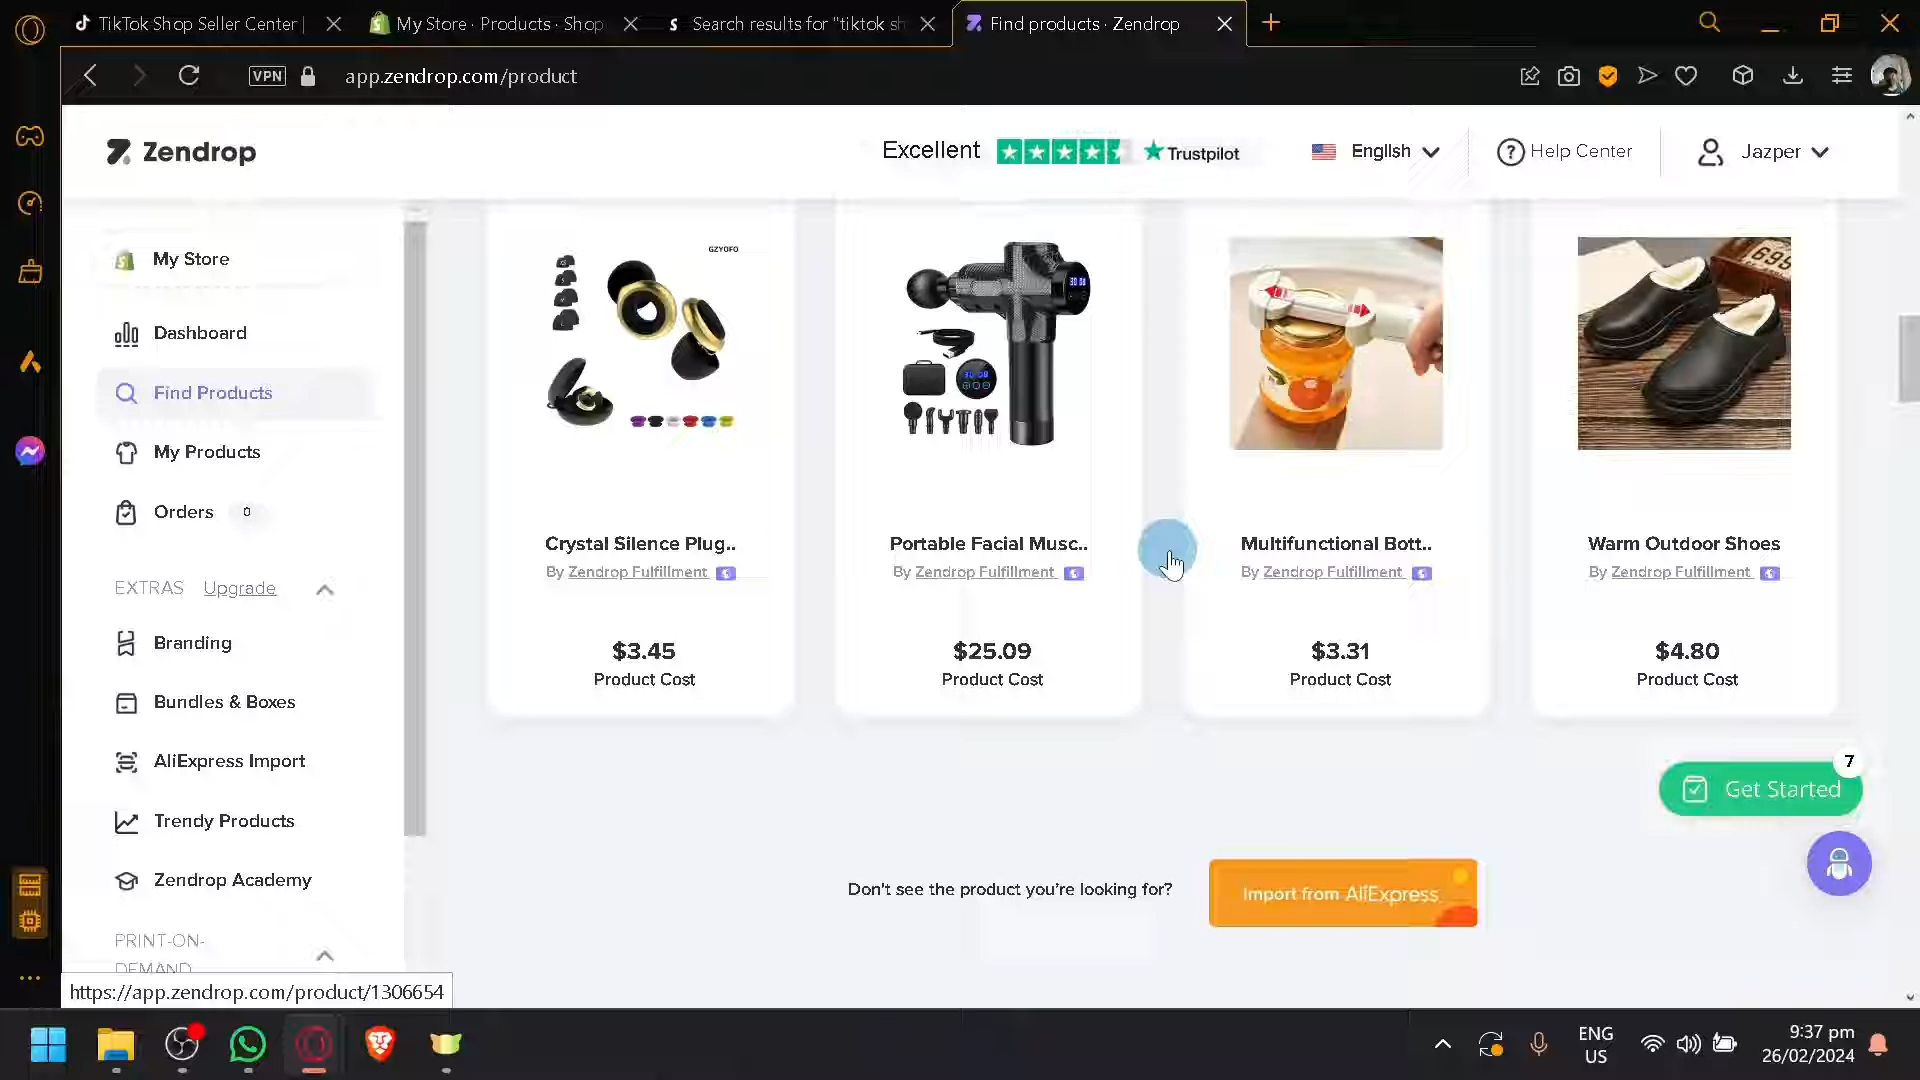 TikTok Shop Seller Center |
My Store · Products · Shop
Search results for "tiktok sh
Find products · Zendrop
VPN
app.zendrop.com/product
Zendrop
Excellent
Trustpilot
English
Help Center
Jazper
My Store
Dashboard
Find Products
My Products
Orders 0
EXTRAS Upgrade
Branding
Bundles & Boxes
AliExpress Import
Trendy Products
Zendrop Academy
PRINT-ON-
DEMAND
GZYOFO
Crystal Silence Plug..
By Zendrop Fulfillment
$3.45
Product Cost
Portable Facial Musc..
By Zendrop Fulfillment
$25.09
Product Cost
Multifunctional Bott..
By Zendrop Fulfillment
$3.31
Product Cost
Warm Outdoor Shoes
By Zendrop Fulfillment
$4.80
Product Cost
7
Get Started
Don't see the product you're looking for?
Import from AliExpress
https://app.zendrop.com/product/1306654
ENG
US
9:37 pm
26/02/2024